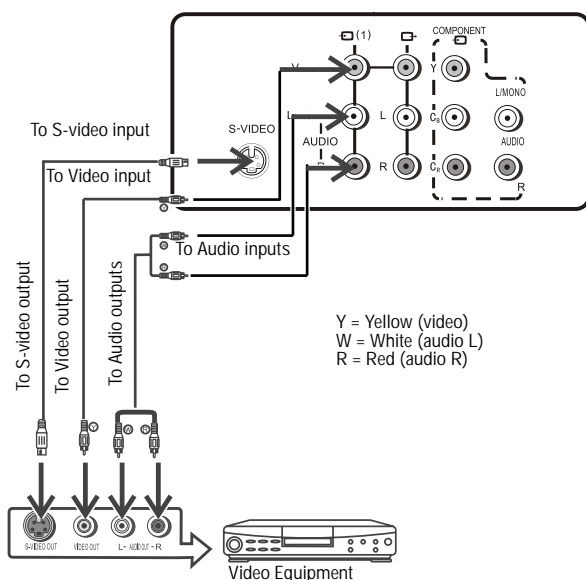 (1)
COMPONENT
V
Y
L/MONO
L
L
CB
S-VIDEO
AUDIO
AUDIO
R
CR
R
To S-video input
To Video input
To Audio inputs
To S-video output
To Video output
To Audio outputs
Y = Yellow (video)
W = White (audio L)
R = Red (audio R)
Y
W
R
S-VIDEO OUT
VIDEO OUT
L - AUDIO OUT - R
Video Equipment